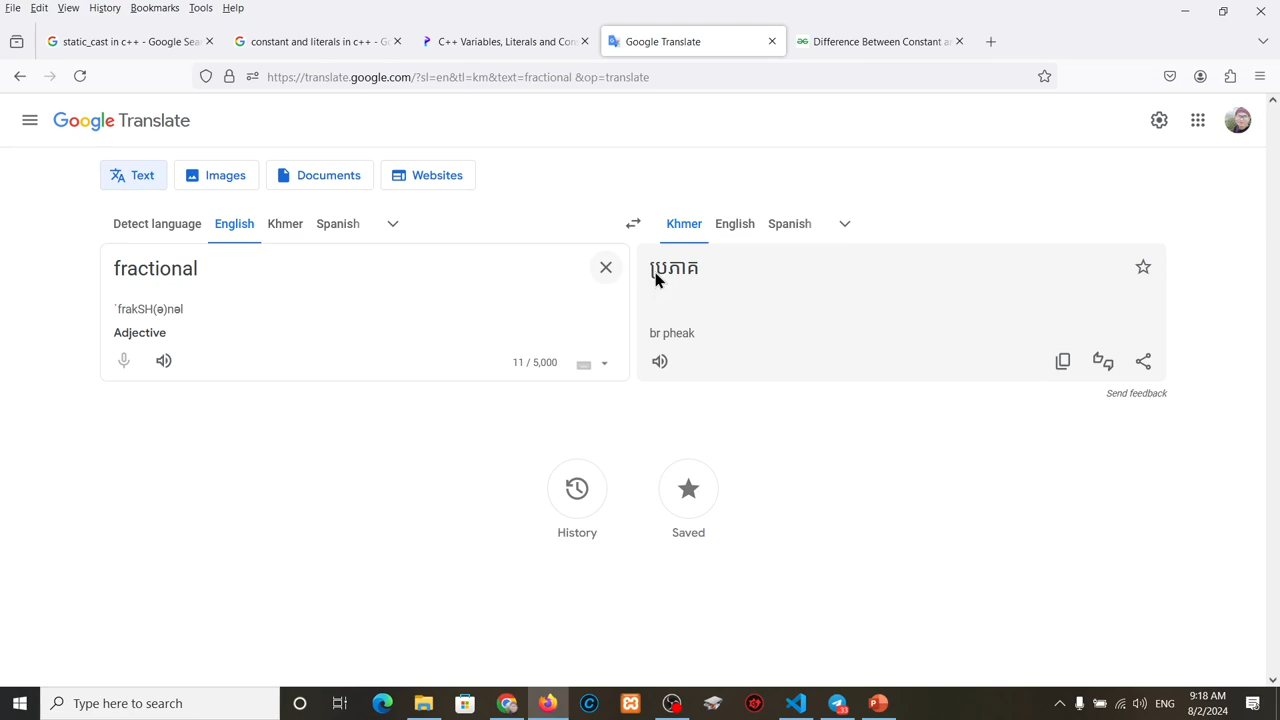 File Edit View History Bookmarks Tools Help
static_cast in c++ - Google Sea
constant and literals in c++ - G
C++ Variables, Literals and Con
Google Translate
Difference Between Constant a
https://translate.google.com/?sl=en&tl=km&text=fractional &op=translate
Google Translate
Text Images Documents Websites
Detect language English Khmer Spanish
Khmer English Spanish
fractional
ប្រភាគ
ˈfrakSH(ə)nəl
Adjective
br pheak
11 / 5,000
Send feedback
History Saved
Type here to search
33
ENG
9:18 AM
8/2/2024